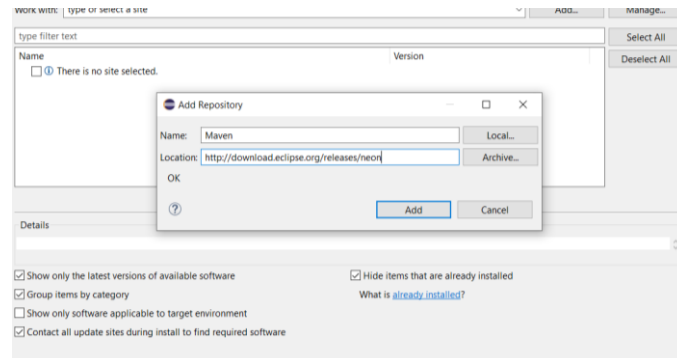 Work with: type or select a site Add... Manage...
type filter text Select All
Name Version Deselect All
There is no site selected.
Add Repository
Name: Maven Local...
Location: http://download.eclipse.org/releases/neon Archive...
OK
Add Cancel
Details
Show only the latest versions of available software Hide items that are already installed
Group items by category What is already installed?
Show only software applicable to target environment
Contact all update sites during install to find required software